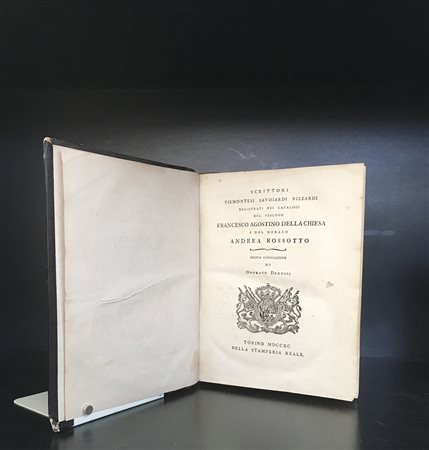 SCRITTORI
PIEMONTESI SAVOIARDI NIZZARDI
REGISTRATI NEI CATALOGI
DEL VESCOVO
FRANCESCO AGOSTINO DELLA CHIESA
E DEL MONACO
ANDREA ROSSOTTO
NUOVA COMPILAZIONE
DI
ONORATO DEROSSI
TORINO MDCCXC
NELLA STAMPERIA REALE